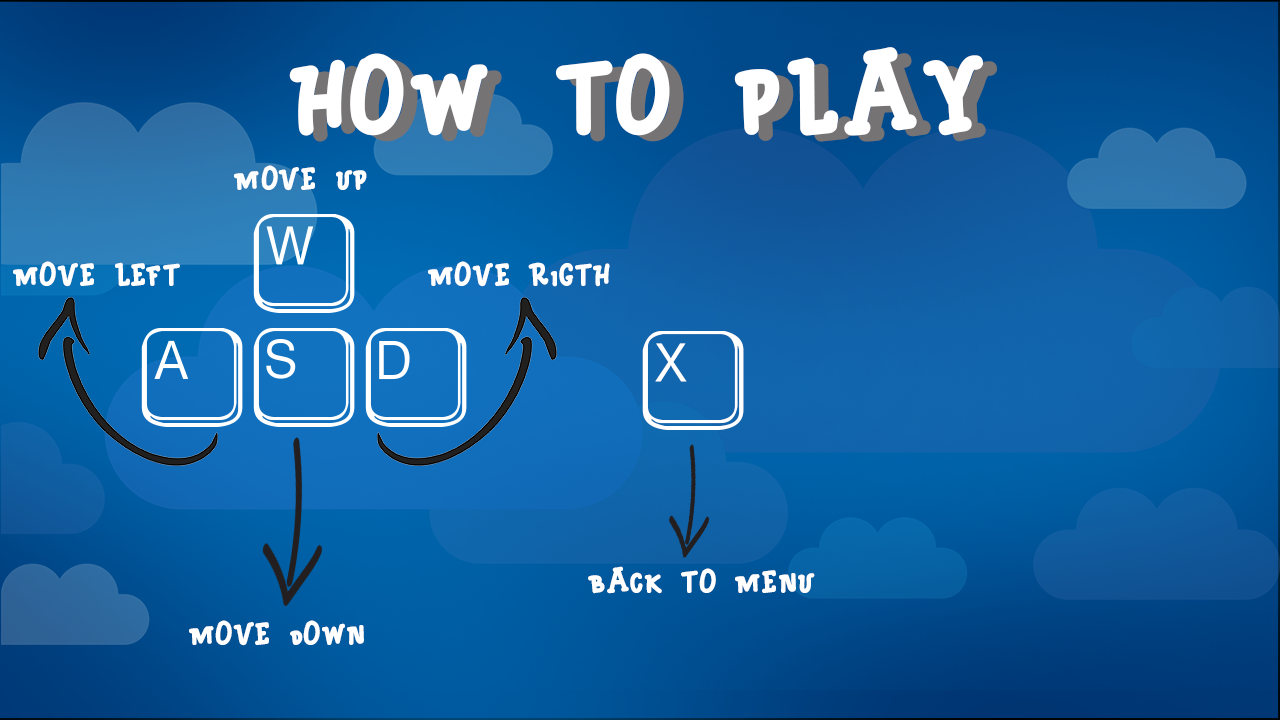 HOW TO PLAY
MOVE UP
W
MOVE LEFT
MOVE RIGTH
A S D
X
BACK TO MENU
MOVE DOWN